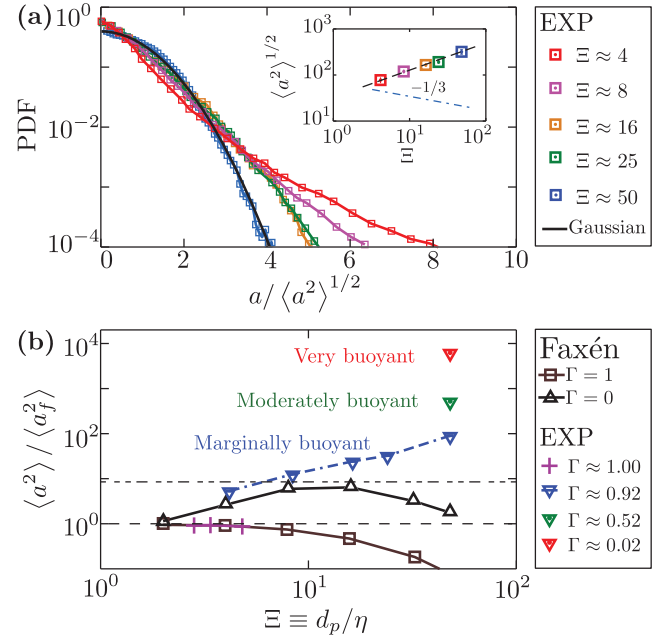 (a)
10^0
10^-2
10^-4
PDF
0 2 4 6 8 10
a/⟨a^2⟩^1/2
⟨a^2⟩^1/2
10^3
10^2
10^1
−1/3
10^0 10^1 10^2
Ξ
EXP
Ξ ≈ 4
Ξ ≈ 8
Ξ ≈ 16
Ξ ≈ 25
Ξ ≈ 50
Gaussian
(b)
10^4
10^2
10^0
⟨a^2⟩/⟨a_f^2⟩
Very buoyant
Moderately buoyant
Marginally buoyant
10^0 10^1 10^2
Ξ ≡ d_p/η
Faxén
Γ = 1
Γ = 0
EXP
Γ ≈ 1.00
Γ ≈ 0.92
Γ ≈ 0.52
Γ ≈ 0.02